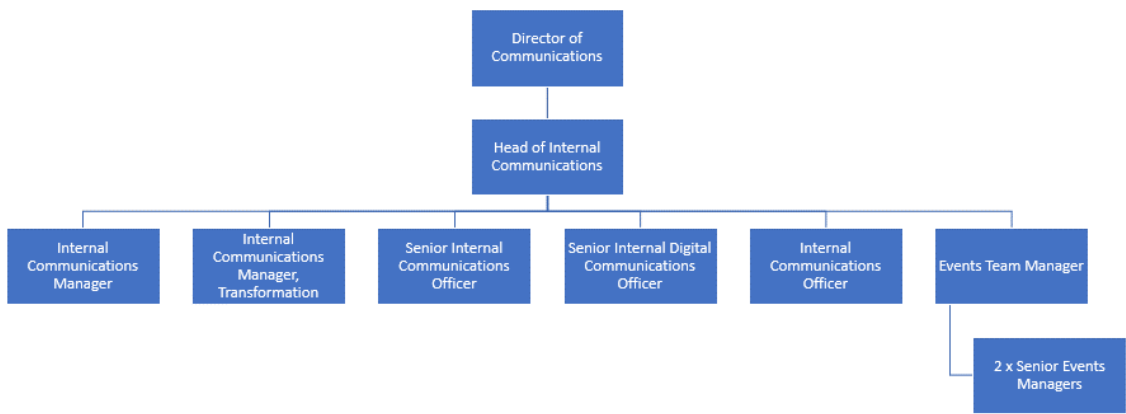 Director of
Communications
Head of Internal
Communications
Internal
Communications
Manager
Internal
Communications
Manager,
Transformation
Senior Internal
Communications
Officer
Senior Internal Digital
Communications
Officer
Internal
Communications
Officer
Events Team Manager
2 x Senior Events
Managers